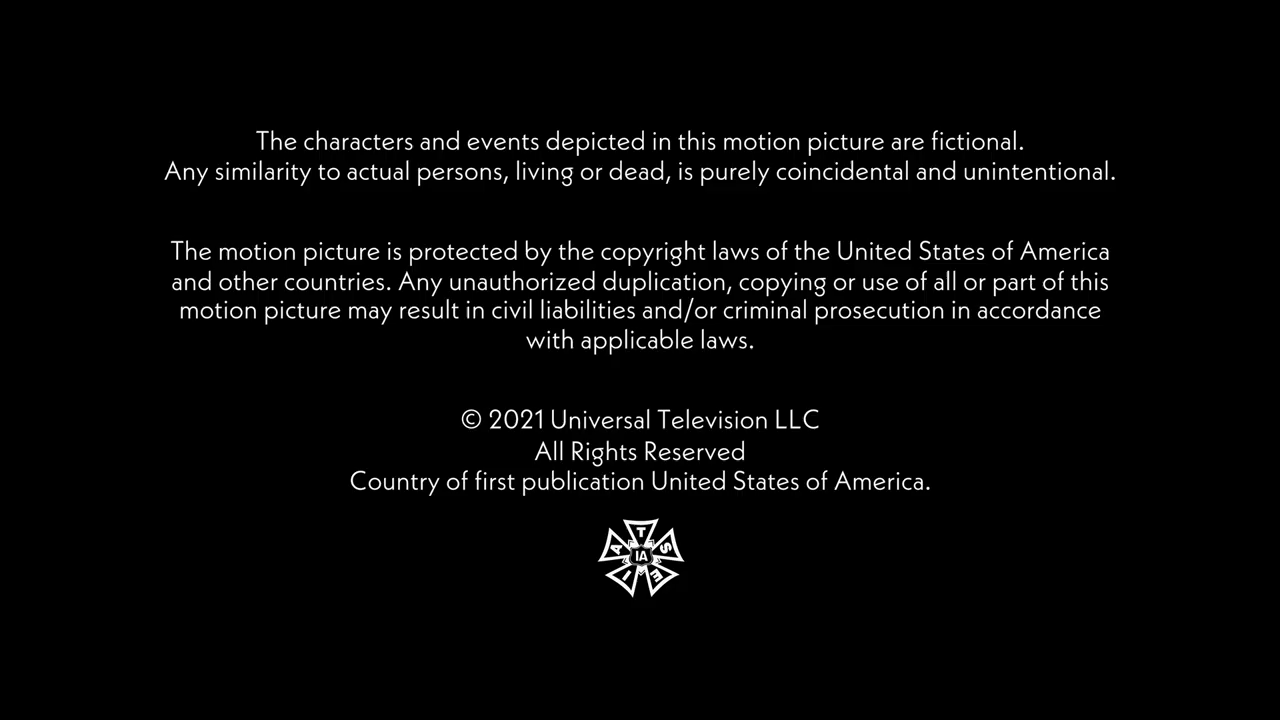 The characters and events depicted in this motion picture are fictional.
Any similarity to actual persons, living or dead, is purely coincidental and unintentional.
The motion picture is protected by the copyright laws of the United States of America
and other countries. Any unauthorized duplication, copying or use of all or part of this
motion picture may result in civil liabilities and/or criminal prosecution in accordance
with applicable laws.
© 2021 Universal Television LLC
All Rights Reserved
Country of first publication United States of America.
IATSE
IA